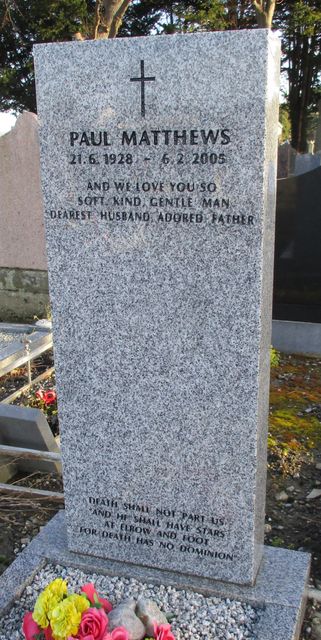 PAUL MATTHEWS
21.6.1928 - 6.2.2005
AND WE LOVE YOU SO
SOFT, KIND, GENTLE MAN
DEAREST HUSBAND, ADORED FATHER
DEATH SHALL NOT PART US
"AND HE SHALL HAVE STARS
AT ELBOW AND FOOT
FOR DEATH HAS NO DOMINION"